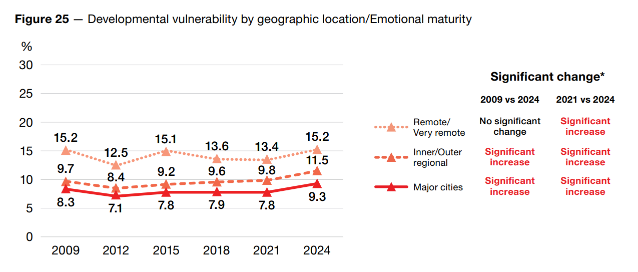 Figure 25 — Developmental vulnerability by geographic location/Emotional maturity
%
30
25
20
15
10
5
0
15.2 12.5 15.1 13.6 13.4 15.2
9.7 8.4 9.2 9.6 9.8 11.5
8.3 7.1 7.8 7.9 7.8 9.3
2009 2012 2015 2018 2021 2024
Significant change*
2009 vs 2024 2021 vs 2024
Remote/ No significant Significant
Very remote change increase
Inner/Outer Significant Significant
regional increase increase
Major cities Significant Significant
increase increase